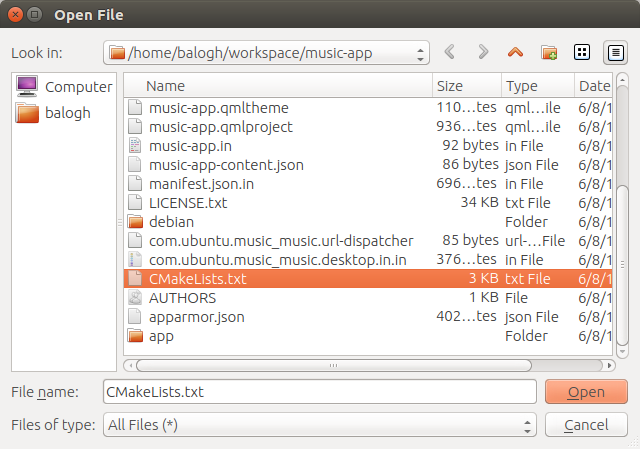 Open File
Look in: /home/balogh/workspace/music-app
Computer
balogh
Name Size Type Date
music-app.qmltheme 110...tes qml...ile 6/8/1
music-app.qmlproject 936...tes qml...ile 6/8/1
music-app.in 92 bytes in File 6/8/1
music-app-content.json 86 bytes json File 6/8/1
manifest.json.in 696...tes in File 6/8/1
LICENSE.txt 34 KB txt File 6/8/1
debian Folder 6/8/1
com.ubuntu.music_music.url-dispatcher 85 bytes url-...File 6/8/1
com.ubuntu.music_music.desktop.in.in 376...tes in File 6/8/1
CMakeLists.txt 3 KB txt File 6/8/1
AUTHORS 1 KB File 6/8/1
apparmor.json 402...tes json File 6/8/1
app Folder 6/8/1
File name: CMakeLists.txt Open
Files of type: All Files (*) Cancel